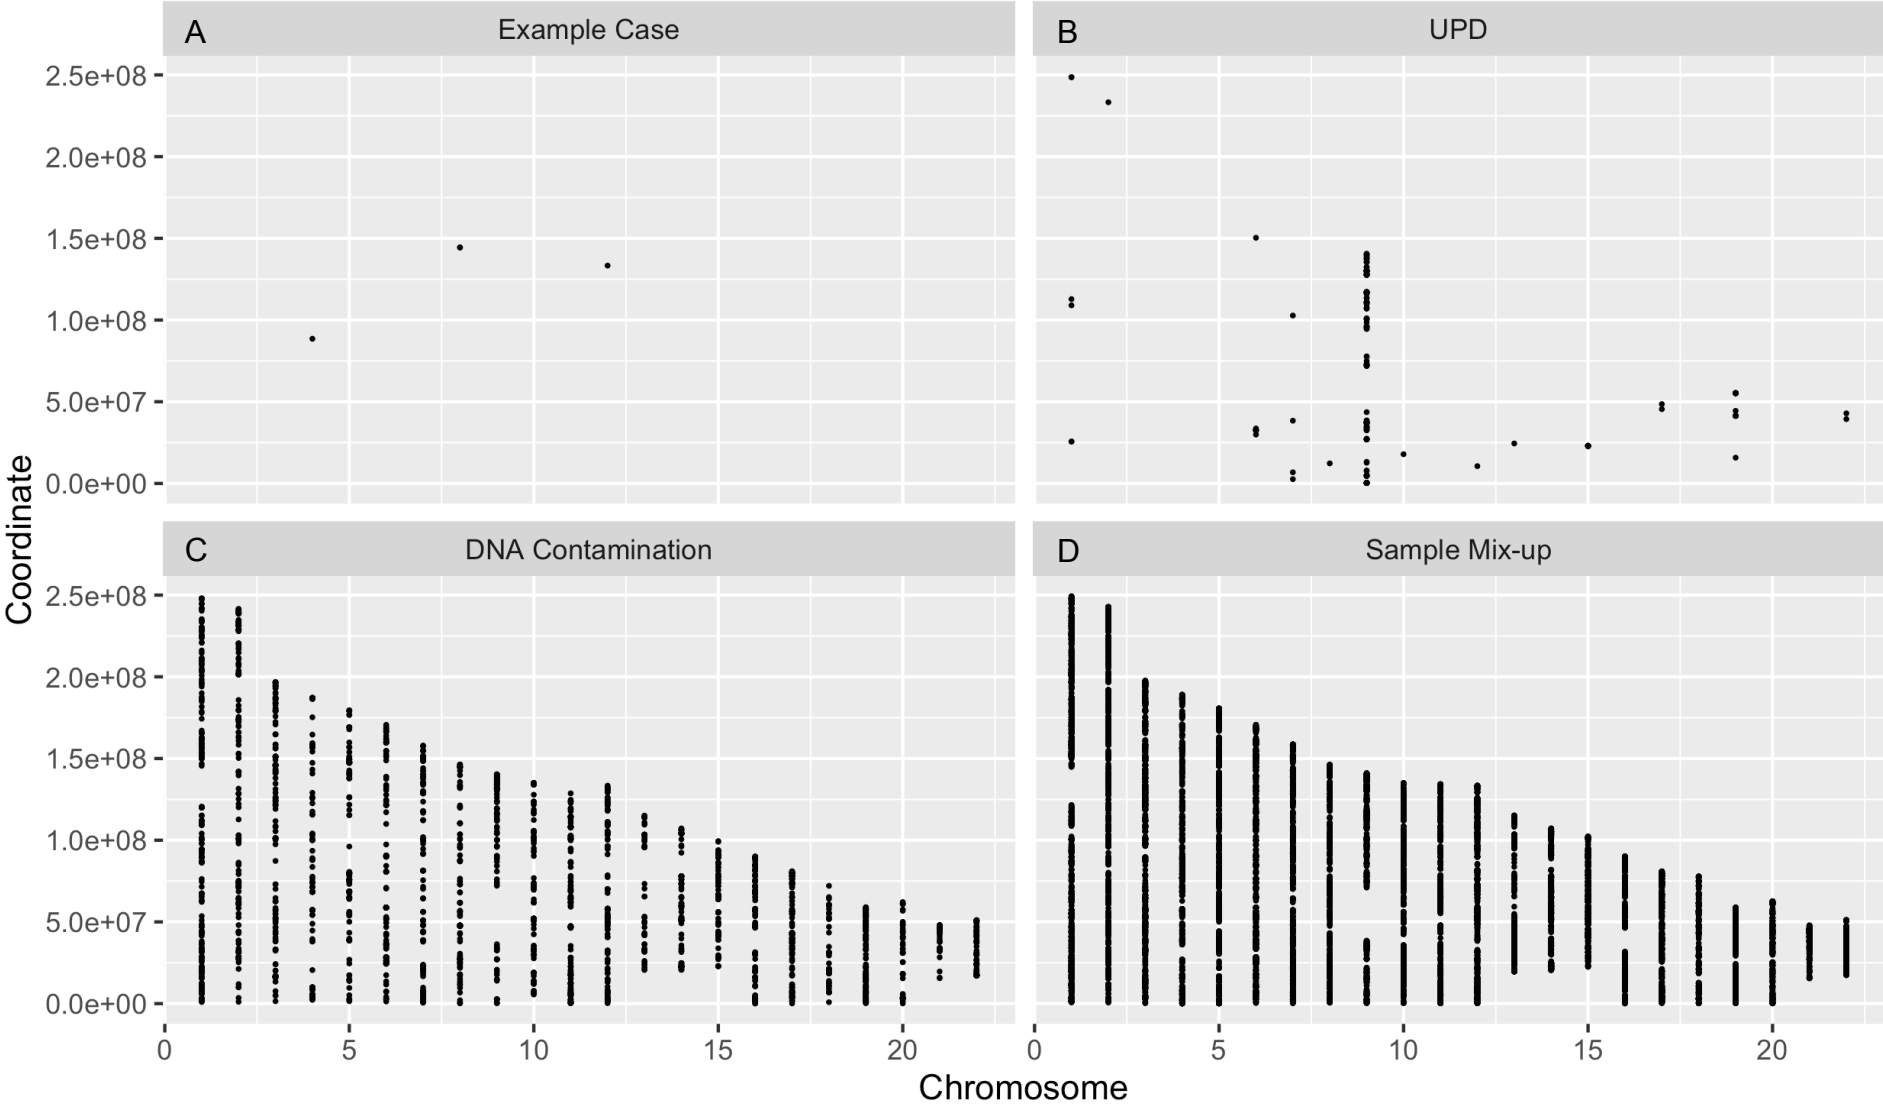 A Example Case
B UPD
2.5e+08
2.0e+08
1.5e+08
1.0e+08
5.0e+07
0.0e+00
C DNA Contamination
D Sample Mix-up
2.5e+08
2.0e+08
1.5e+08
1.0e+08
5.0e+07
0.0e+00
Coordinate
0 5 10 15 20
0 5 10 15 20
Chromosome